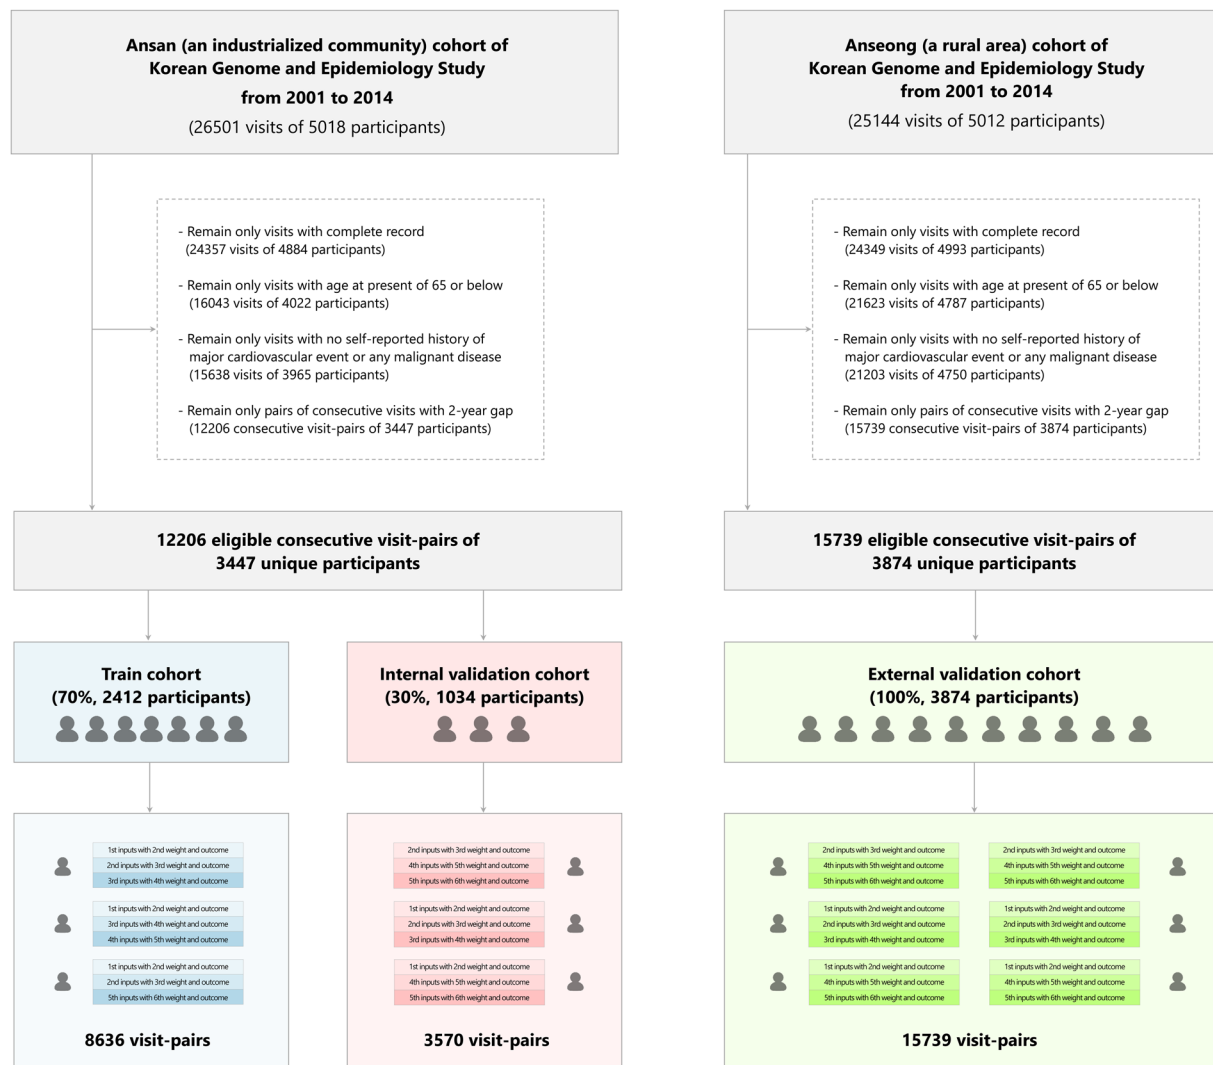 Ansan (an industrialized community) cohort of
Korean Genome and Epidemiology Study
from 2001 to 2014
(26501 visits of 5018 participants)
- Remain only visits with complete record
(24357 visits of 4884 participants)
- Remain only visits with age at present of 65 or below
(16043 visits of 4022 participants)
- Remain only visits with no self-reported history of
major cardiovascular event or any malignant disease
(15638 visits of 3965 participants)
- Remain only pairs of consecutive visits with 2-year gap
(12206 consecutive visit-pairs of 3447 participants)
12206 eligible consecutive visit-pairs of
3447 unique participants
Train cohort
(70%, 2412 participants)
1st inputs with 2nd weight and outcome
2nd inputs with 3rd weight and outcome
3rd inputs with 4th weight and outcome
1st inputs with 2nd weight and outcome
3rd inputs with 4th weight and outcome
4th inputs with 5th weight and outcome
1st inputs with 2nd weight and outcome
2nd inputs with 3rd weight and outcome
5th inputs with 6th weight and outcome
8636 visit-pairs
Internal validation cohort
(30%, 1034 participants)
2nd inputs with 3rd weight and outcome
4th inputs with 5th weight and outcome
5th inputs with 6th weight and outcome
1st inputs with 2nd weight and outcome
2nd inputs with 3rd weight and outcome
3rd inputs with 4th weight and outcome
1st inputs with 2nd weight and outcome
4th inputs with 5th weight and outcome
5th inputs with 6th weight and outcome
3570 visit-pairs
Anseong (a rural area) cohort of
Korean Genome and Epidemiology Study
from 2001 to 2014
(25144 visits of 5012 participants)
- Remain only visits with complete record
(24349 visits of 4993 participants)
- Remain only visits with age at present of 65 or below
(21623 visits of 4787 participants)
- Remain only visits with no self-reported history of
major cardiovascular event or any malignant disease
(21203 visits of 4750 participants)
- Remain only pairs of consecutive visits with 2-year gap
(15739 consecutive visit-pairs of 3874 participants)
15739 eligible consecutive visit-pairs of
3874 unique participants
External validation cohort
(100%, 3874 participants)
2nd inputs with 3rd weight and outcome
4th inputs with 5th weight and outcome
5th inputs with 6th weight and outcome
1st inputs with 2nd weight and outcome
2nd inputs with 3rd weight and outcome
3rd inputs with 4th weight and outcome
1st inputs with 2nd weight and outcome
4th inputs with 5th weight and outcome
5th inputs with 6th weight and outcome
2nd inputs with 3rd weight and outcome
4th inputs with 5th weight and outcome
5th inputs with 6th weight and outcome
1st inputs with 2nd weight and outcome
2nd inputs with 3rd weight and outcome
3rd inputs with 4th weight and outcome
1st inputs with 2nd weight and outcome
4th inputs with 5th weight and outcome
5th inputs with 6th weight and outcome
15739 visit-pairs